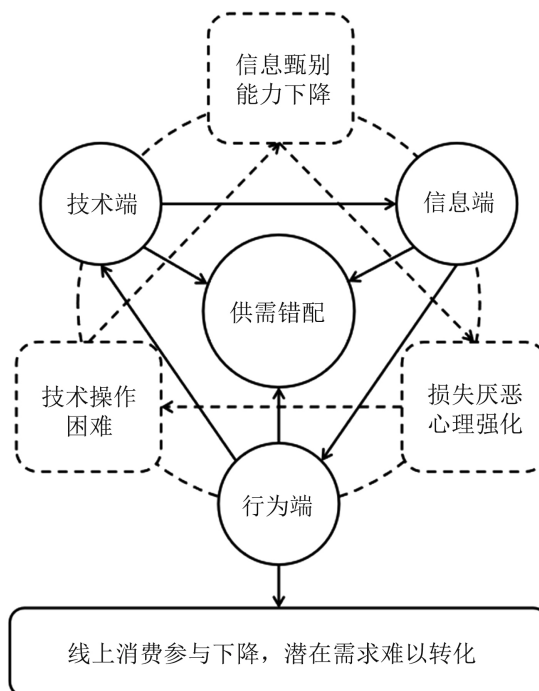 信息甄别
能力下降
技术端
信息端
供需错配
技术操作
困难
损失厌恶
心理强化
行为端
线上消费参与下降，潜在需求难以转化